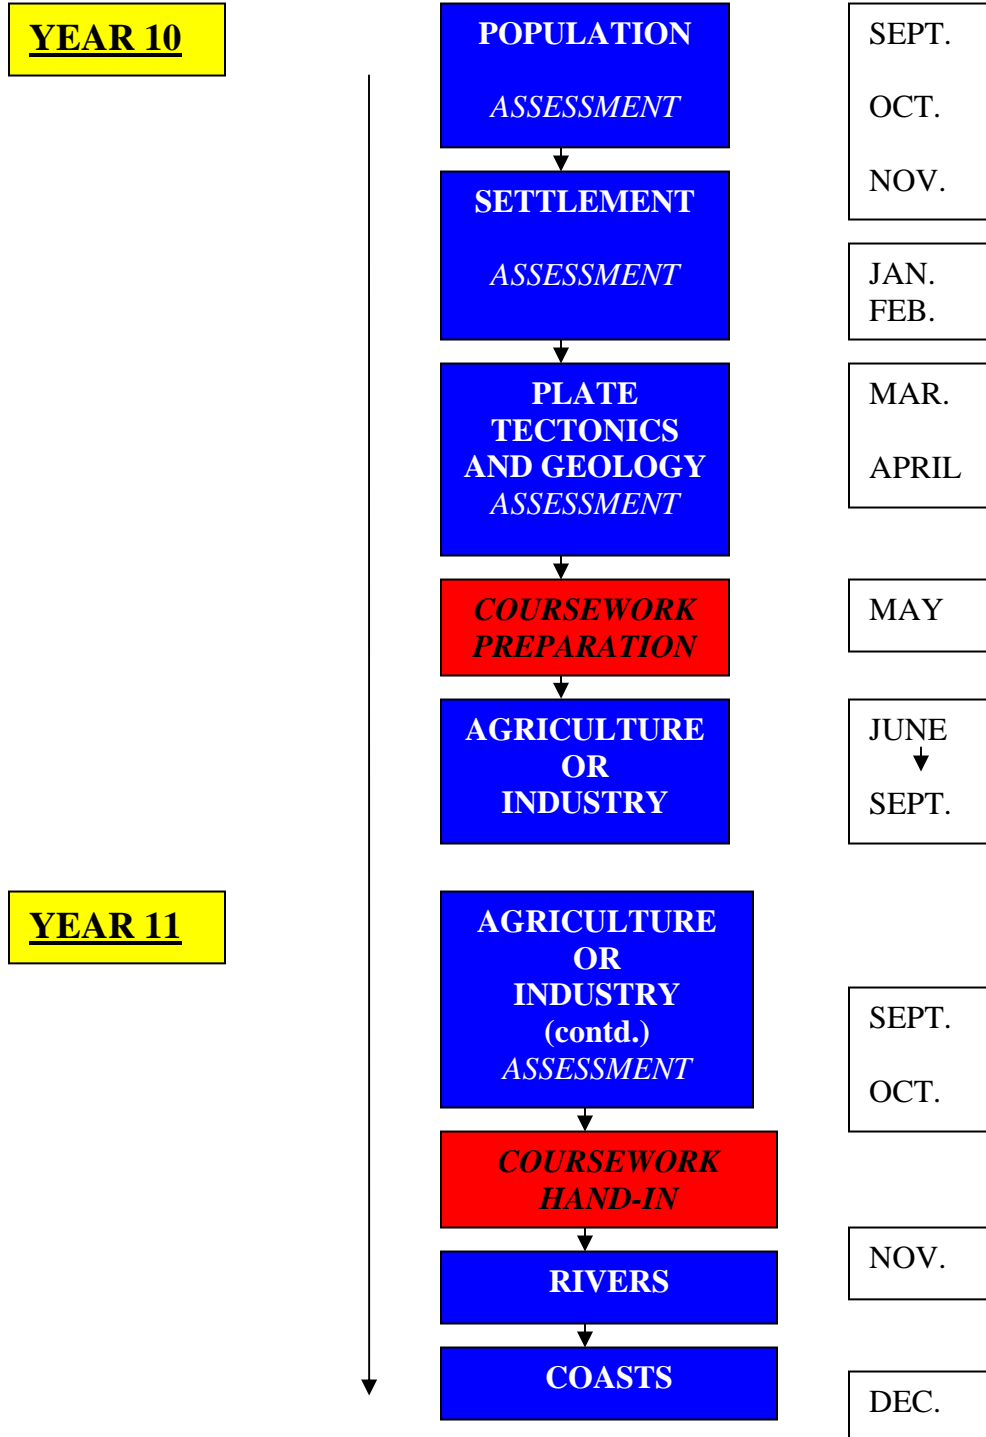 YEAR 10
POPULATION
ASSESSMENT
SEPT.
OCT.
NOV.
SETTLEMENT
ASSESSMENT
JAN.
FEB.
PLATE
TECTONICS
AND GEOLOGY
ASSESSMENT
MAR.
APRIL
COURSEWORK
PREPARATION
MAY
AGRICULTURE
OR
INDUSTRY
JUNE
SEPT.
YEAR 11
AGRICULTURE
OR
INDUSTRY
(contd.)
ASSESSMENT
SEPT.
OCT.
COURSEWORK
HAND-IN
RIVERS
NOV.
COASTS
DEC.